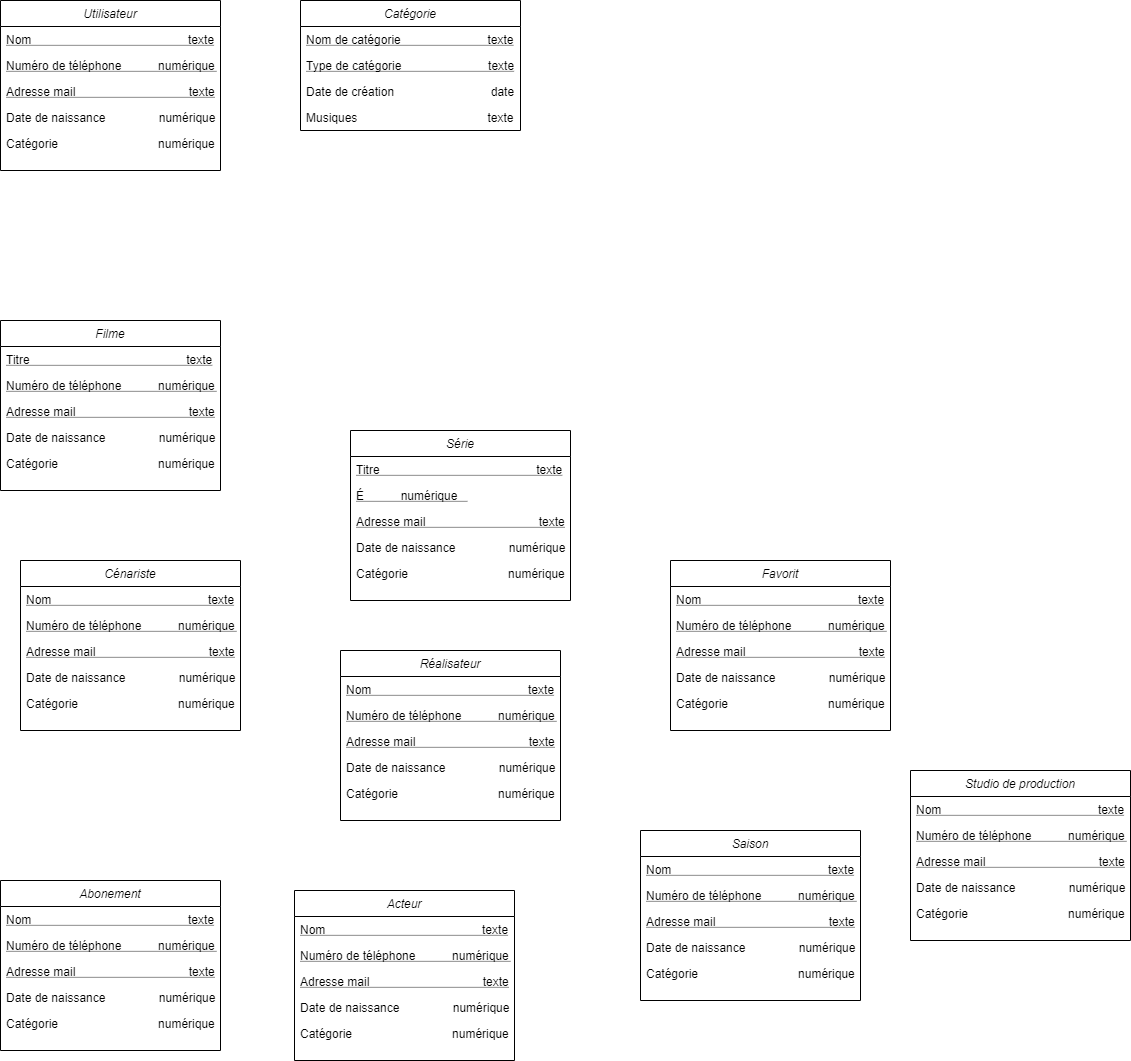 Utilisateur
Nom texte
Numéro de téléphone numérique
Adresse mail texte
Date de naissance numérique
Catégorie numérique
Catégorie
Nom de catégorie texte
Type de catégorie texte
Date de création date
Musiques texte
Filme
Titre texte
Numéro de téléphone numérique
Adresse mail texte
Date de naissance numérique
Catégorie numérique
Série
Titre texte
É numérique
Adresse mail texte
Date de naissance numérique
Catégorie numérique
Cénariste
Nom texte
Numéro de téléphone numérique
Adresse mail texte
Date de naissance numérique
Catégorie numérique
Favorit
Nom texte
Numéro de téléphone numérique
Adresse mail texte
Date de naissance numérique
Catégorie numérique
Réalisateur
Nom texte
Numéro de téléphone numérique
Adresse mail texte
Date de naissance numérique
Catégorie numérique
Studio de production
Nom texte
Numéro de téléphone numérique
Adresse mail texte
Date de naissance numérique
Catégorie numérique
Saison
Nom texte
Numéro de téléphone numérique
Adresse mail texte
Date de naissance numérique
Catégorie numérique
Abonement
Nom texte
Numéro de téléphone numérique
Adresse mail texte
Date de naissance numérique
Catégorie numérique
Acteur
Nom texte
Numéro de téléphone numérique
Adresse mail texte
Date de naissance numérique
Catégorie numérique